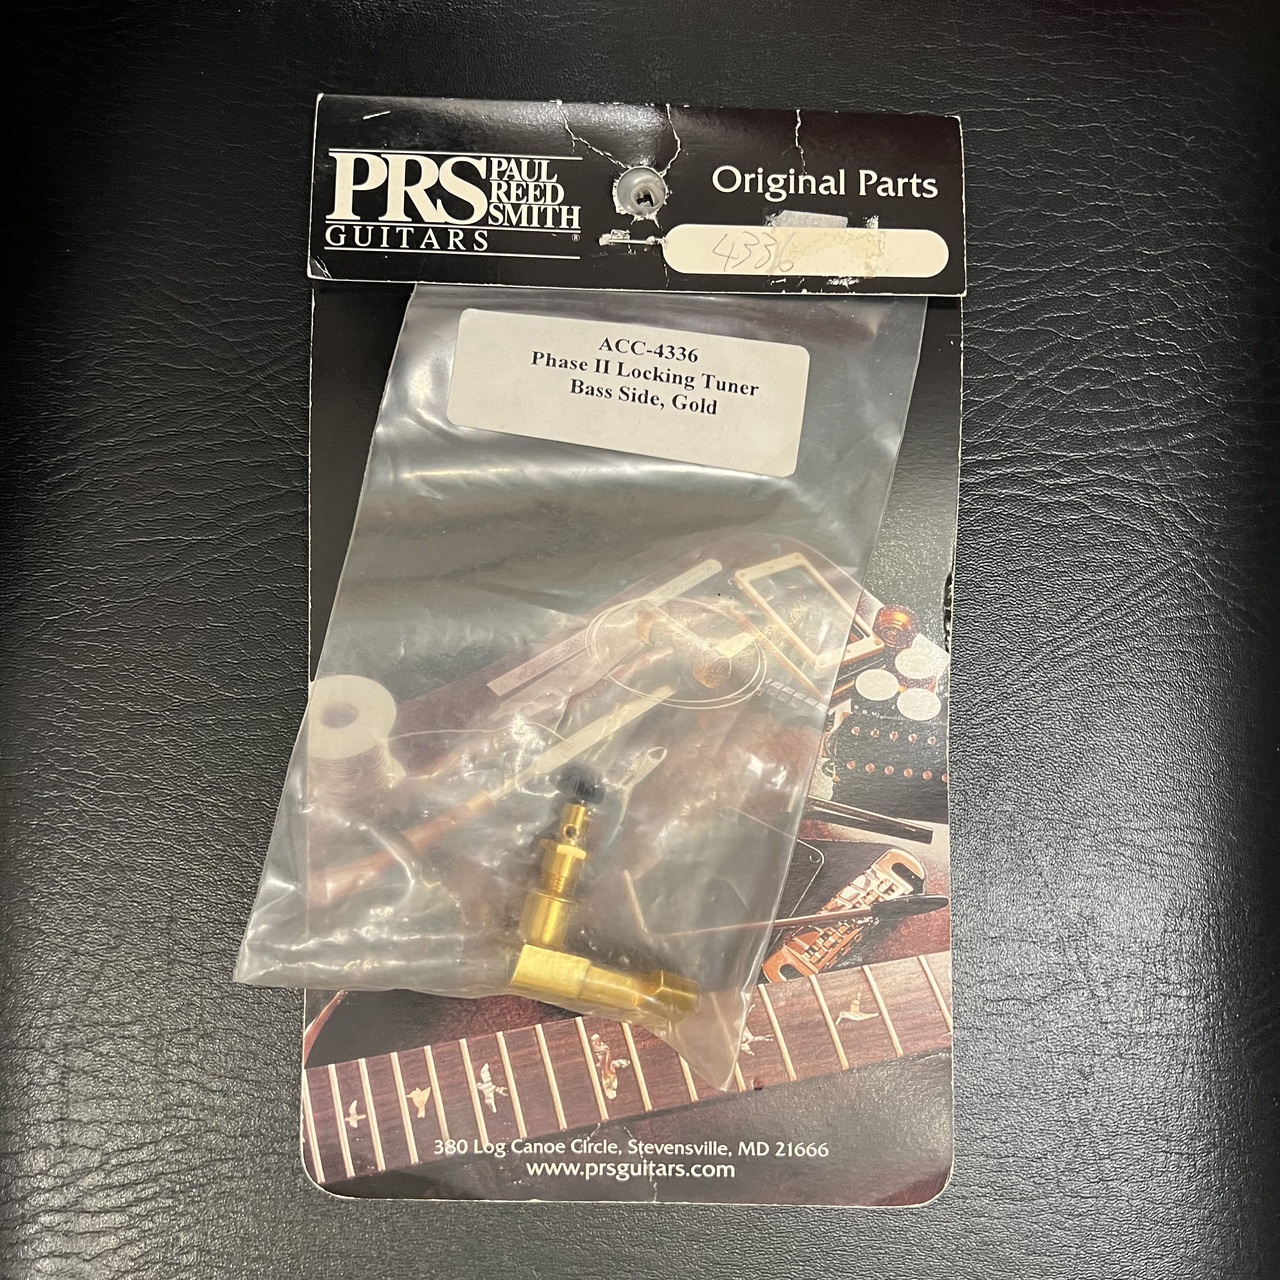 PRS PAUL
REED
SMITH
GUITARS ®
Original Parts
4336
ACC-4336
Phase II Locking Tuner
Bass Side, Gold
380 Log Canoe Circle, Stevensville, MD 21666
www.prsguitars.com